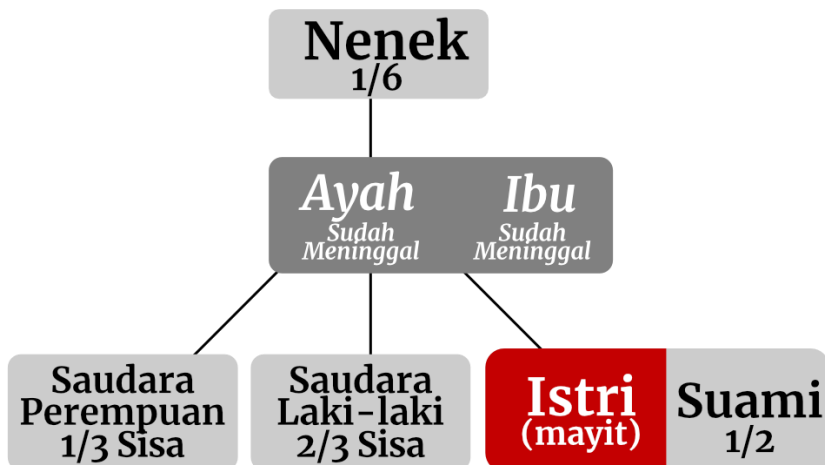 Nenek
1/6
Ayah
Sudah
Meninggal
Ibu
Sudah
Meninggal
Saudara
Perempuan
1/3 Sisa
Saudara
Laki-laki
2/3 Sisa
Istri
(mayit)
Suami
1/2